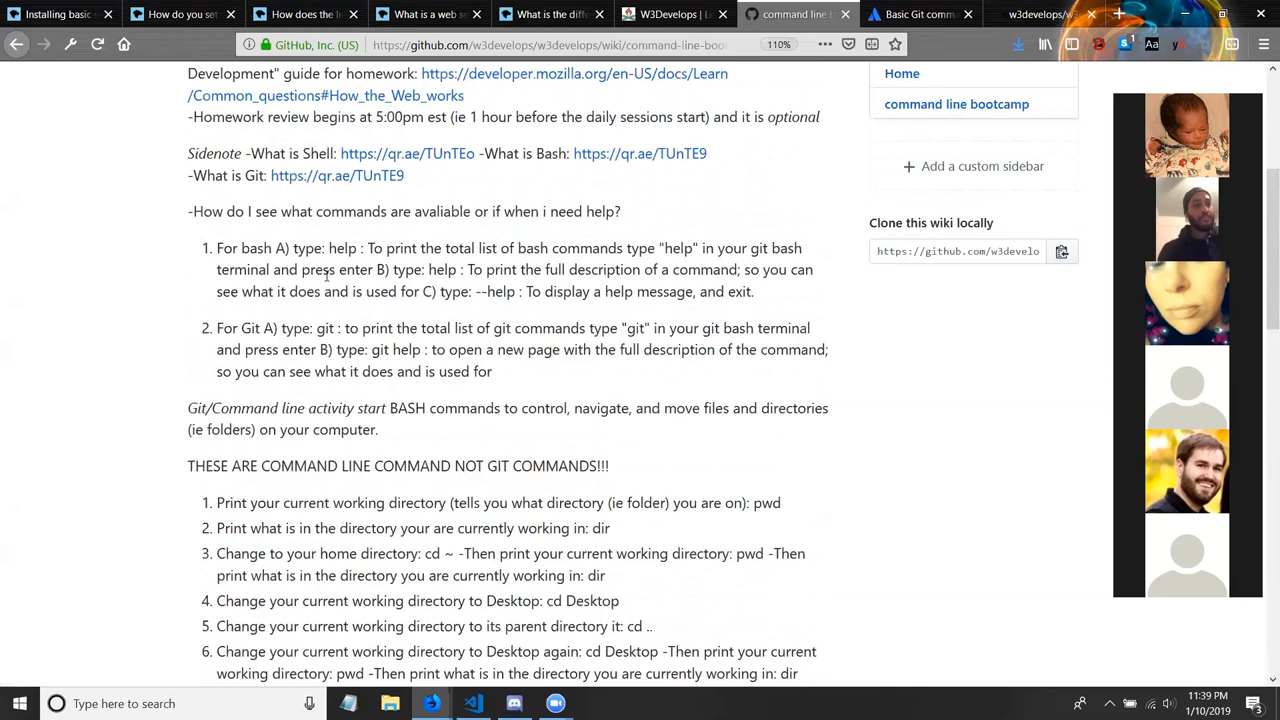 Installing basic
How do you set
How does the In
What is a web s
What is the diff
W3Develops | Le
command line b
Basic Git comm
w3develops/w3
GitHub, Inc. (US)
https://github.com/w3develops/w3develops/wiki/command-line-boo
110%
Development" guide for homework: https://developer.mozilla.org/en-US/docs/Learn
/Common_questions#How_the_Web_works
-Homework review begins at 5:00pm est (ie 1 hour before the daily sessions start) and it is optional
Sidenote -What is Shell: https://qr.ae/TUnTEo -What is Bash: https://qr.ae/TUnTE9
-What is Git: https://qr.ae/TUnTE9
-How do I see what commands are avaliable or if when i need help?
1. For bash A) type: help : To print the total list of bash commands type "help" in your git bash
terminal and press enter B) type: help : To print the full description of a command; so you can
see what it does and is used for C) type: --help : To display a help message, and exit.
2. For Git A) type: git : to print the total list of git commands type "git" in your git bash terminal
and press enter B) type: git help : to open a new page with the full description of the command;
so you can see what it does and is used for
Git/Command line activity start BASH commands to control, navigate, and move files and directories
(ie folders) on your computer.
THESE ARE COMMAND LINE COMMAND NOT GIT COMMANDS!!!
1. Print your current working directory (tells you what directory (ie folder) you are on): pwd
2. Print what is in the directory your are currently working in: dir
3. Change to your home directory: cd ~ -Then print your current working directory: pwd -Then
print what is in the directory you are currently working in: dir
4. Change your current working directory to Desktop: cd Desktop
5. Change your current working directory to its parent directory it: cd ..
6. Change your current working directory to Desktop again: cd Desktop -Then print your current
working directory: pwd -Then print what is in the directory you are currently working in: dir
Home
command line bootcamp
+ Add a custom sidebar
Clone this wiki locally
https://github.com/w3develo
Type here to search
11:39 PM
1/10/2019
3